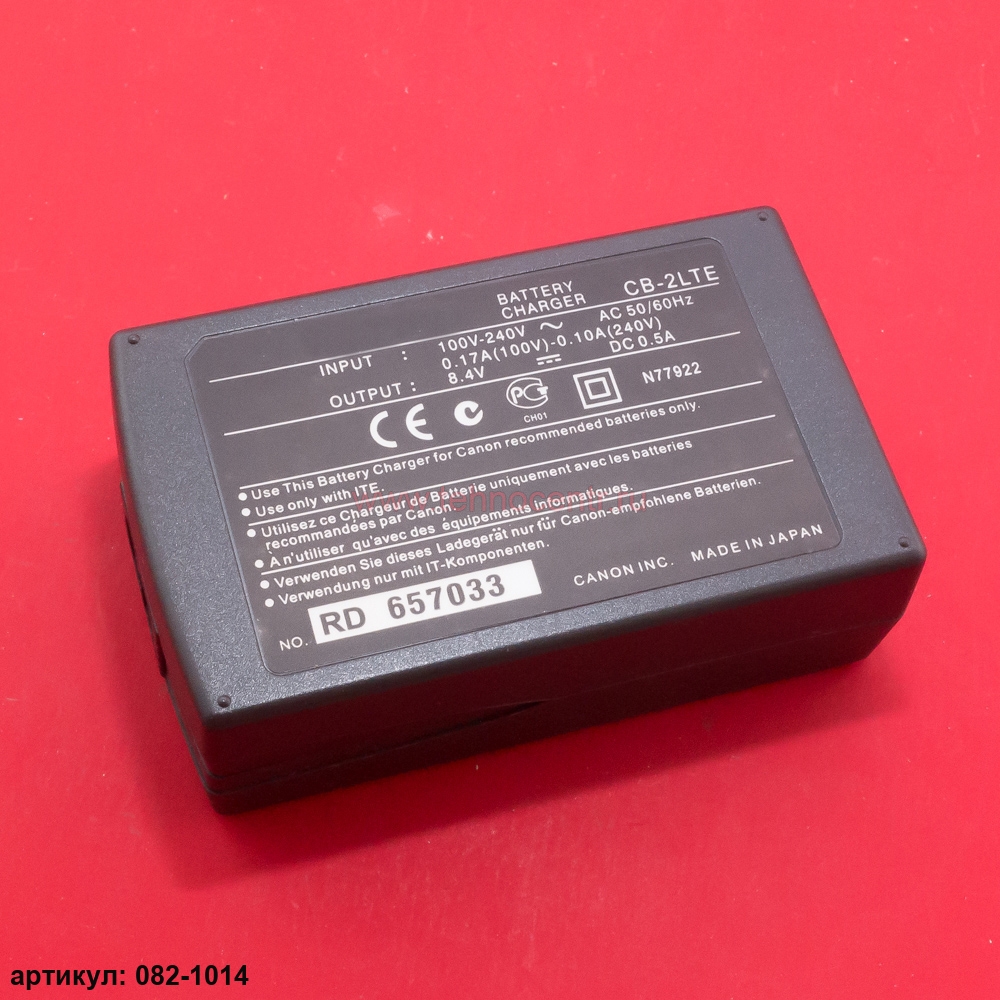 BATTERY CHARGER CB-2LTE
INPUT : 100V-240V ~ AC 50/60Hz
0.17A(100V)-0.10A(240V)
OUTPUT : 8.4V ⎓ DC 0.5A
CE PG CH01 N77922
● Use This Battery Charger for Canon recommended batteries only.
● Use only with ITE.
● Utilisez ce Chargeur de Batterie uniquement avec les batteries
recommandées par Canon.
● À n'utiliser qu'avec des équipements informatiques.
● Verwenden Sie dieses Ladegerät nur für Canon-empfohlene Batterien.
● Verwendung nur mit IT-Komponenten.
NO. RD 657033 CANON INC. MADE IN JAPAN
артикул: 082-1014